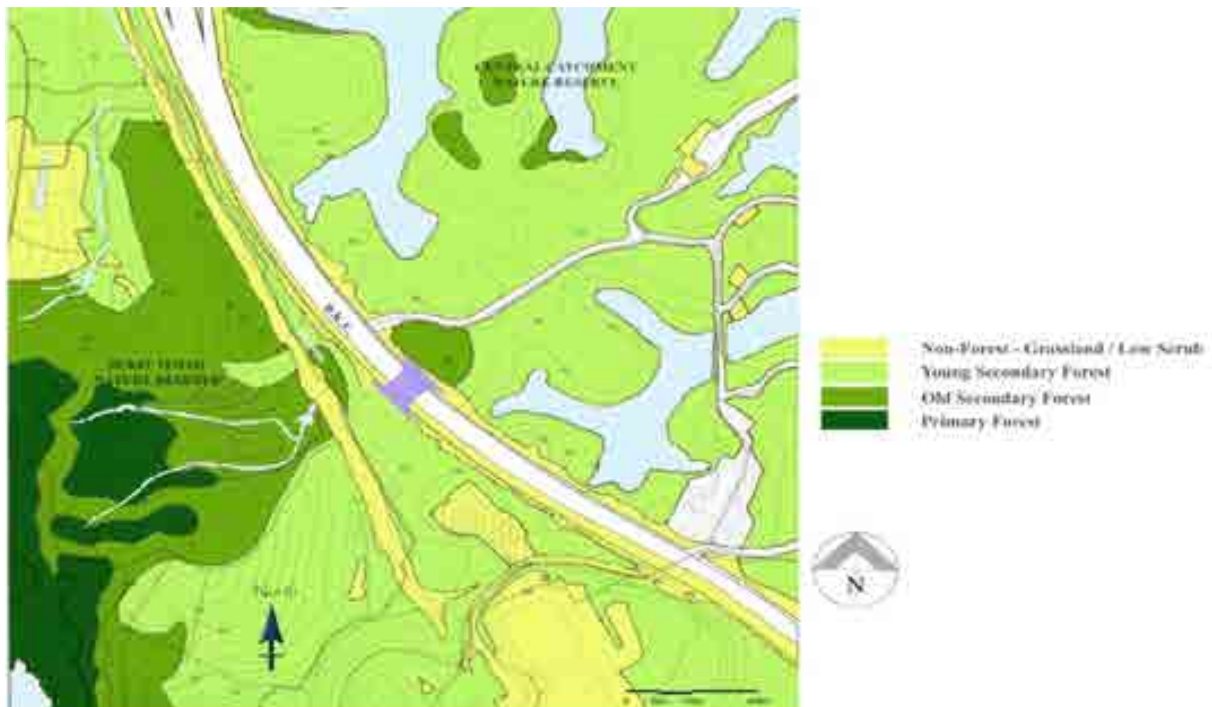 CENTRAL CATCHMENT
NATURE RESERVE
B.K.E.
BUKIT TIMAH
NATURE RESERVE
North
Non-Forest - Grassland / Low Scrub
Young Secondary Forest
Old Secondary Forest
Primary Forest
N
0